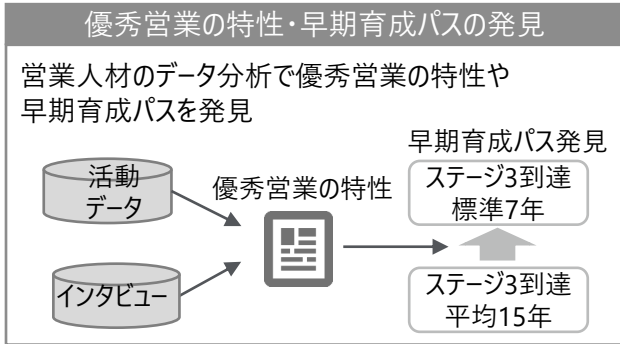 優秀営業の特性・早期育成パスの発見
営業人材のデータ分析で優秀営業の特性や
早期育成パスを発見
活動
データ
インタビュー
優秀営業の特性
早期育成パス発見
ステージ3到達
標準7年
ステージ3到達
平均15年